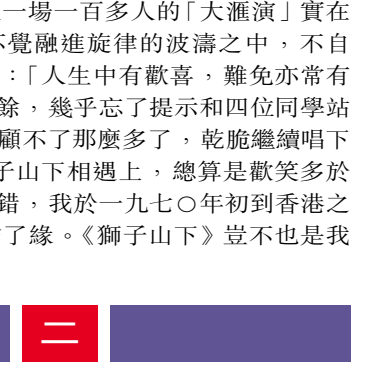 一場一百多人的「大滙演」實在
覺融進旋律的波濤之中，不自
：「人生中有歡喜，難免亦常有
餘，幾乎忘了提示和四位同學站
顧不了那麼多了，乾脆繼續唱下
子山下相遇上，總算是歡笑多於
錯，我於一九七〇年初到香港之
了緣。《獅子山下》豈不也是我
二